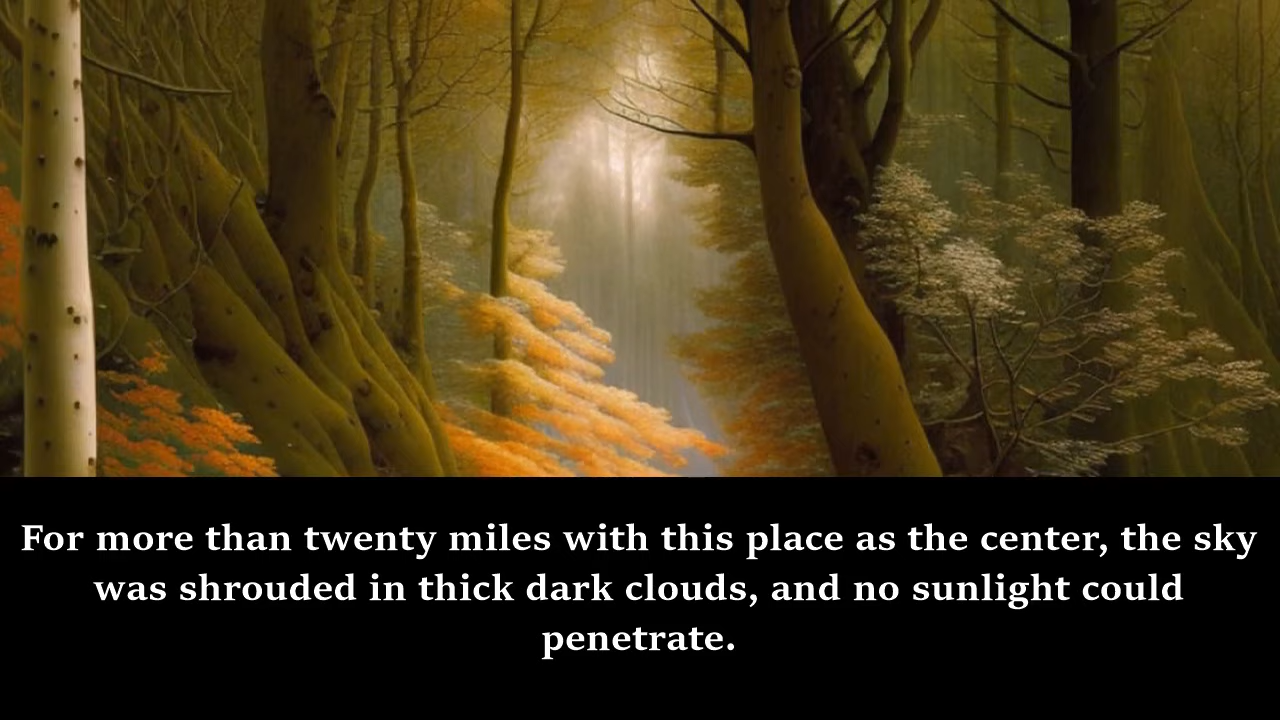 For more than twenty miles with this place as the center, the sky
was shrouded in thick dark clouds, and no sunlight could
penetrate.